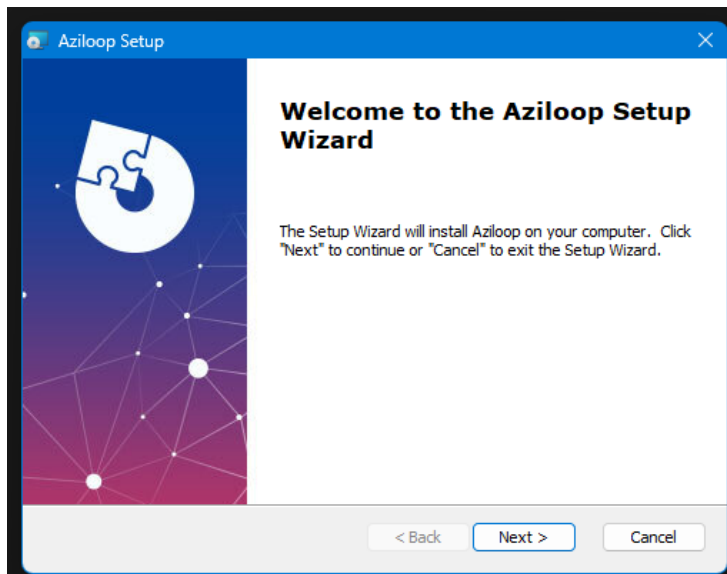 Aziloop Setup
Welcome to the Aziloop Setup
Wizard
The Setup Wizard will install Aziloop on your computer.  Click
"Next" to continue or "Cancel" to exit the Setup Wizard.
< Back
Next >
Cancel